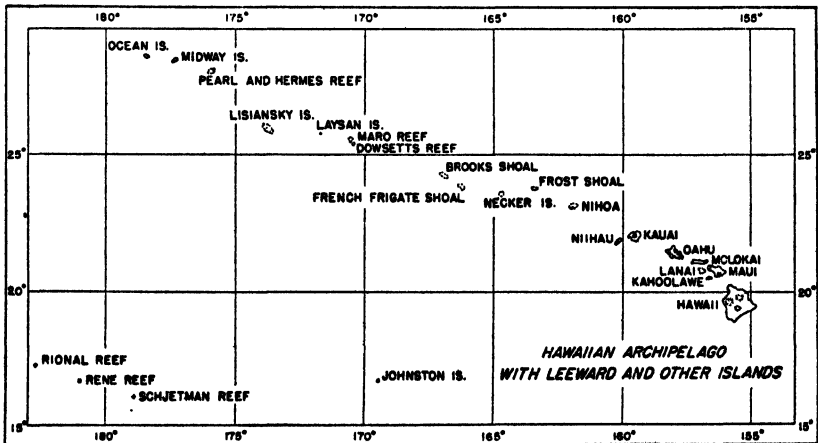 180° 175° 170° 165° 160° 155°
OCEAN IS.
MIDWAY IS.
PEARL AND HERMES REEF
LISIANSKY IS.
LAYSAN IS.
MARO REEF
DOWSETTS REEF
25° 25°
BROOKS SHOAL
FROST SHOAL
FRENCH FRIGATE SHOAL
NECKER IS.
NIHOA
NIIHAU
KAUAI
OAHU
MCLOKAI
LANAI
MAUI
KAHOOLAWE
20° 20°
HAWAII
HAWAIIAN ARCHIPELAGO
WITH LEEWARD AND OTHER ISLANDS
RIONAL REEF
RENE REEF
SCHJETMAN REEF
JOHNSTON IS.
15° 15°
180° 175° 170° 165° 160° 155°